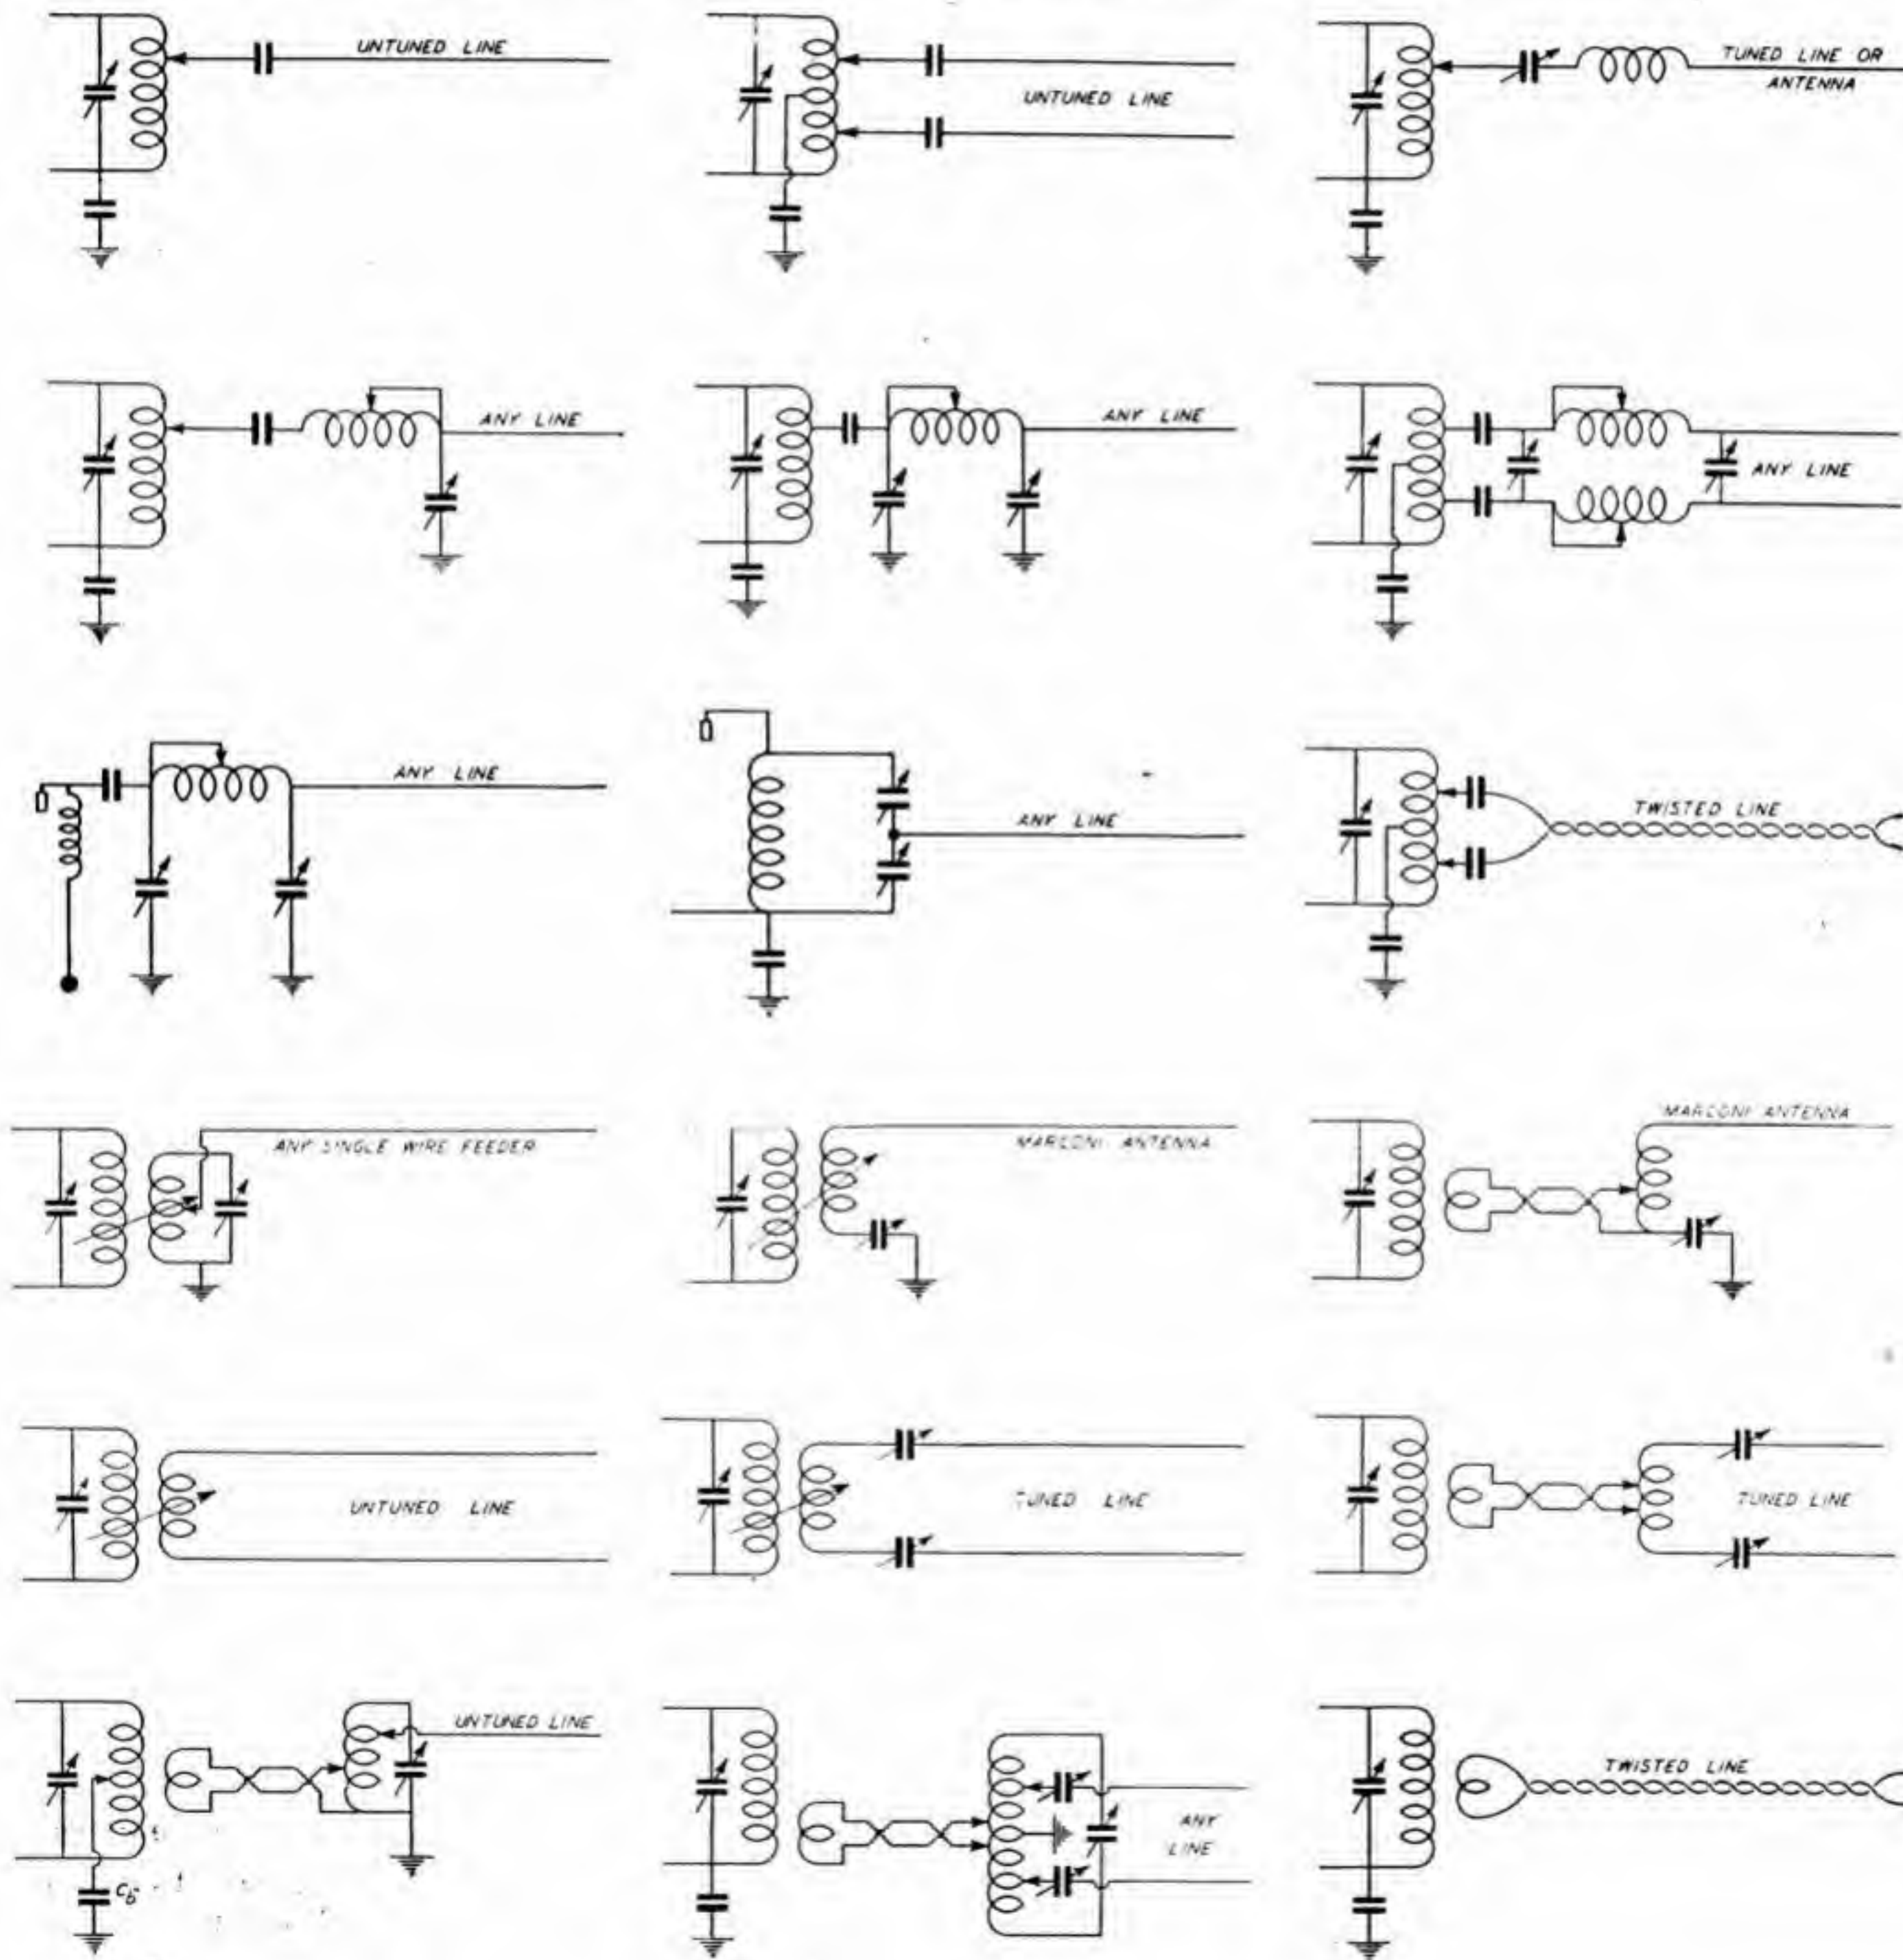 UNTUNED LINE
UNTUNED LINE
TUNED LINE OR
ANTENNA
ANY LINE
ANY LINE
ANY LINE
ANY LINE
ANY LINE
TWISTED LINE
ANY SINGLE WIRE FEEDER
MARCONI ANTENNA
MARCONI ANTENNA
UNTUNED LINE
TUNED LINE
TUNED LINE
UNTUNED LINE
C5
ANY
LINE
TWISTED LINE